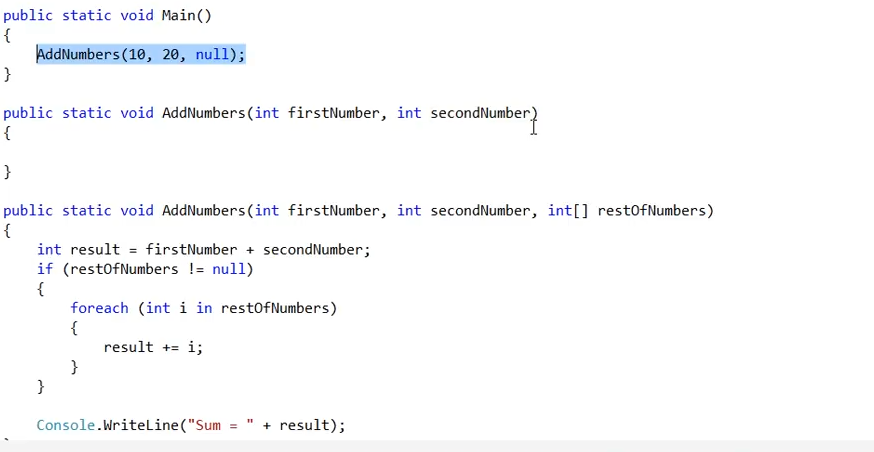 public static void Main()
{
    AddNumbers(10, 20, null);
}
public static void AddNumbers(int firstNumber, int secondNumber)
{
}
public static void AddNumbers(int firstNumber, int secondNumber, int[] restOfNumbers)
{
    int result = firstNumber + secondNumber;
    if (restOfNumbers != null)
    {
        foreach (int i in restOfNumbers)
        {
            result += i;
        }
    }
    Console.WriteLine("Sum = " + result);